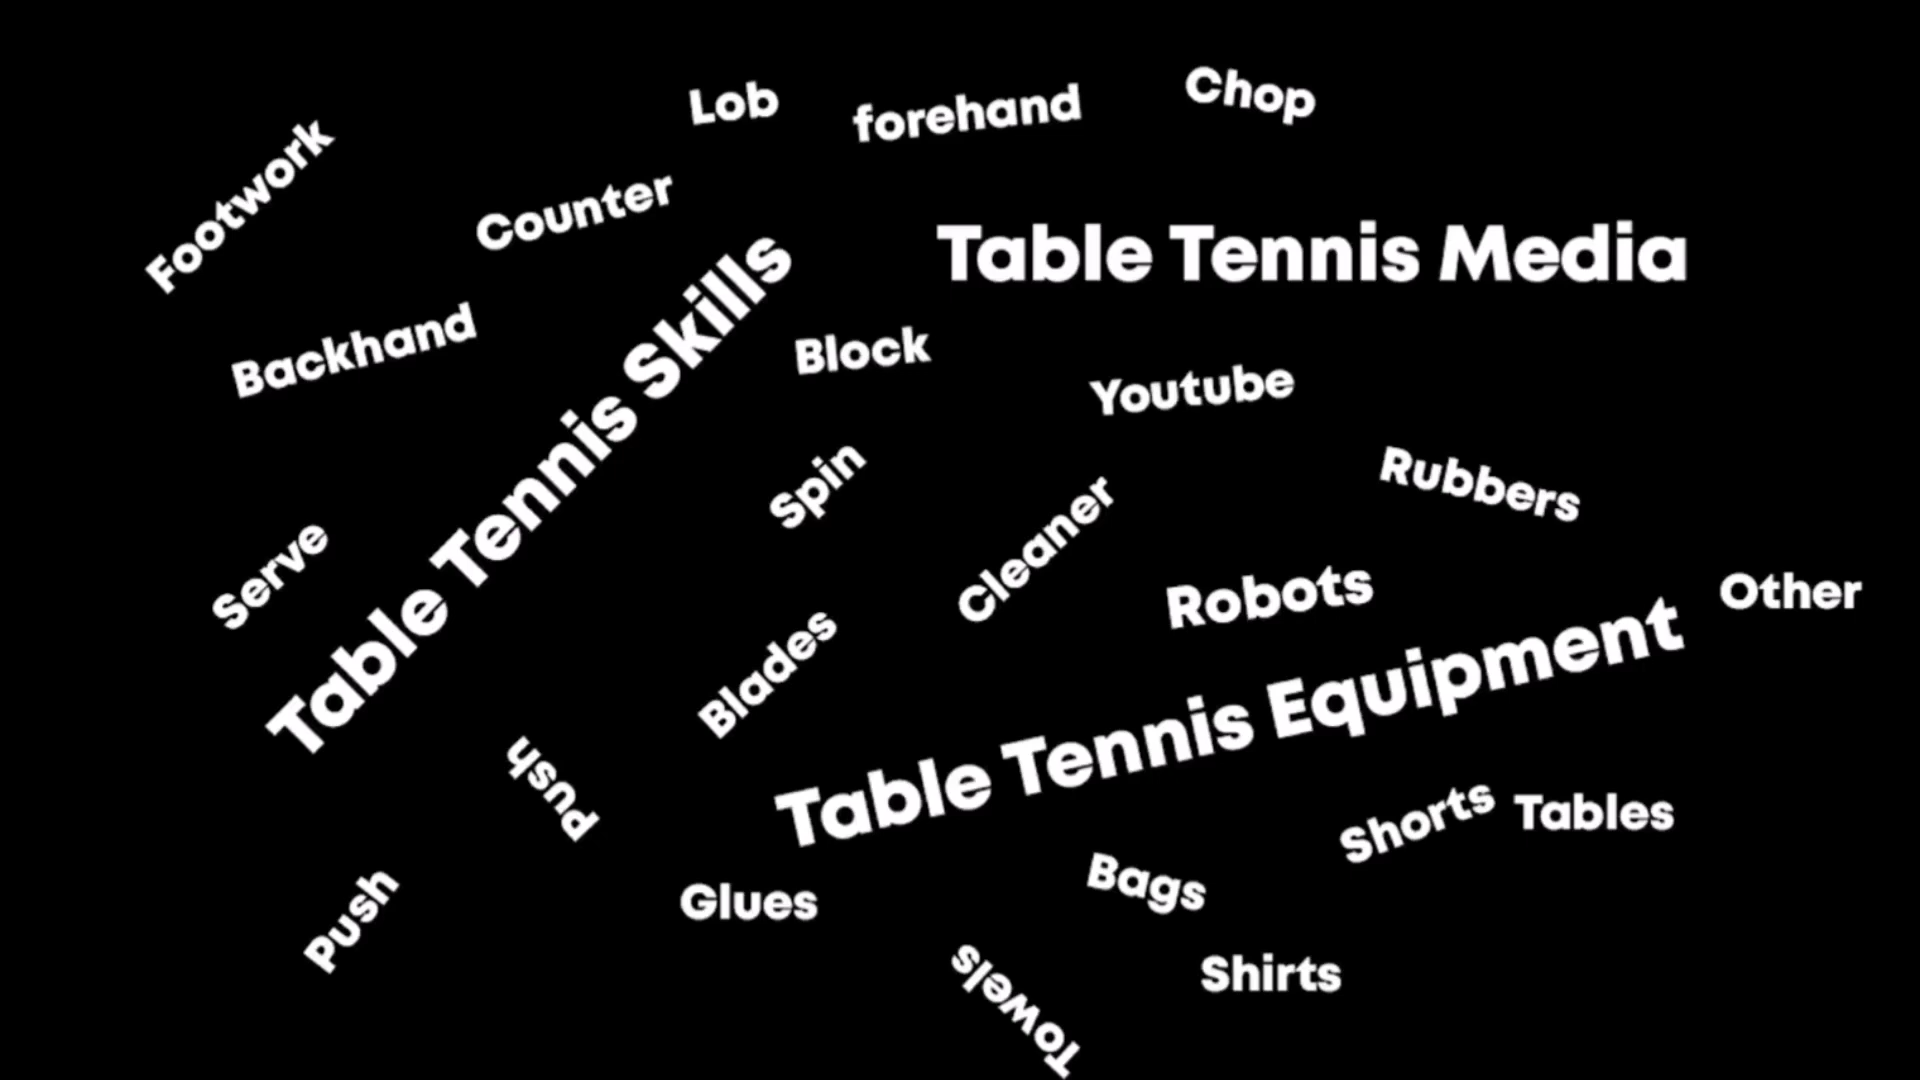 Lob
forehand
Chop
Footwork
Counter
Table Tennis Media
Backhand
Table Tennis Skills
Block
Youtube
Spin
Rubbers
Serve
Cleaner
Robots
Other
Blades
Table Tennis Equipment
Push
Shorts
Tables
Bags
Push
Glues
Shirts
Towels